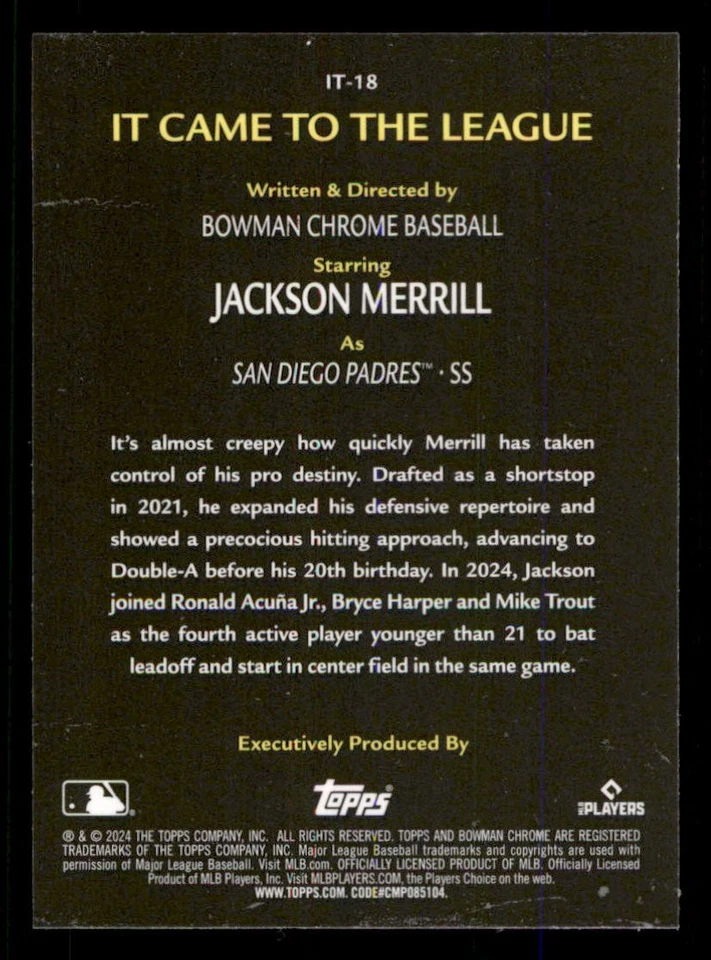 IT-18
IT CAME TO THE LEAGUE
Written & Directed by
BOWMAN CHROME BASEBALL
Starring
JACKSON MERRILL
As
SAN DIEGO PADRES™ • SS
It's almost creepy how quickly Merrill has taken
control of his pro destiny. Drafted as a shortstop
in 2021, he expanded his defensive repertoire and
showed a precocious hitting approach, advancing to
Double-A before his 20th birthday. In 2024, Jackson
joined Ronald Acuña Jr., Bryce Harper and Mike Trout
as the fourth active player younger than 21 to bat
leadoff and start in center field in the same game.
Executively Produced By
®
Topps®
MLB PLAYERS
® & © 2024 THE TOPPS COMPANY, INC. ALL RIGHTS RESERVED. TOPPS AND BOWMAN CHROME ARE REGISTERED
TRADEMARKS OF THE TOPPS COMPANY, INC. Major League Baseball trademarks and copyrights are used with
permission of Major League Baseball. Visit MLB.com. OFFICIALLY LICENSED PRODUCT OF MLB. Officially Licensed
Product of MLB Players, Inc. Visit MLBPLAYERS.COM, the Players Choice on the web.
WWW.TOPPS.COM. CODE#CMP085104.